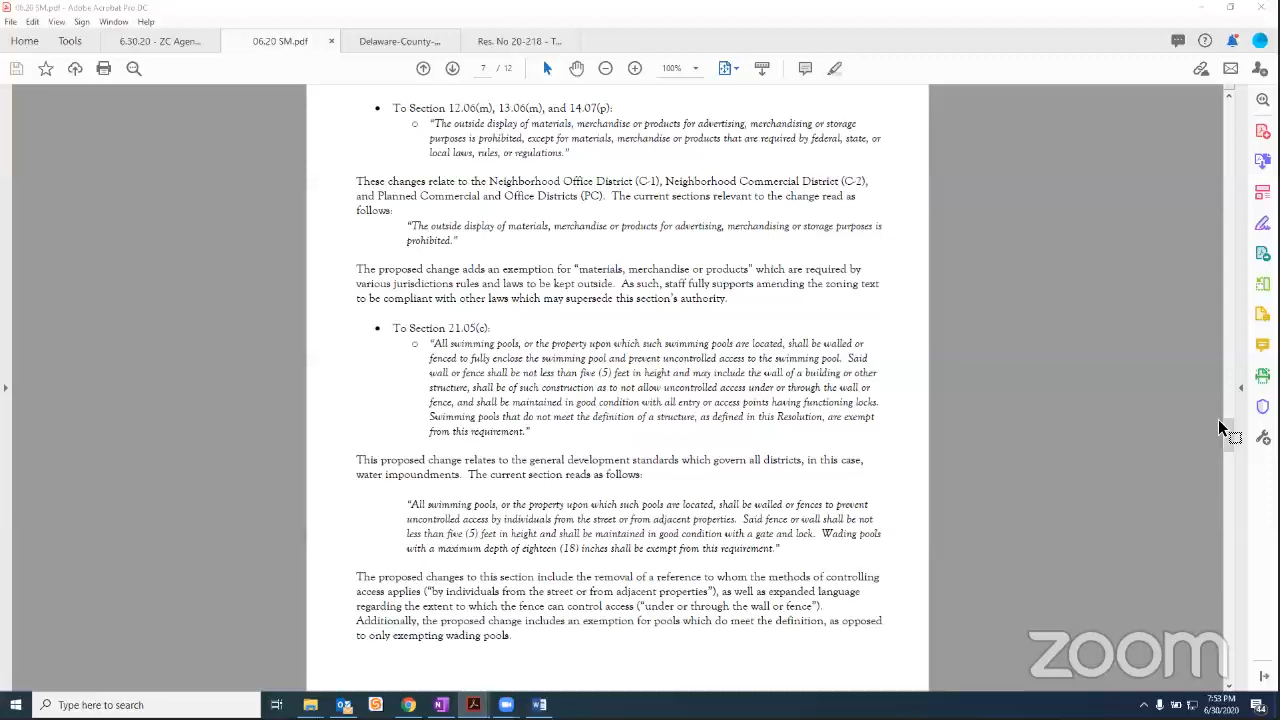 06.20 SM.pdf - Adobe Acrobat Pro DC
File Edit View Sign Window Help
Home Tools 6.30.20 - ZC Agen... 06.20 SM.pdf × Delaware-County-... Res. No 20-218 - T...
7 / 12 100%
• To Section 12.06(m), 13.06(m), and 14.07(p):
○ “The outside display of materials, merchandise or products for advertising, merchandising or storage
purposes is prohibited, except for materials, merchandise or products that are required by federal, state, or
local laws, rules, or regulations.”
These changes relate to the Neighborhood Office District (C-1), Neighborhood Commercial District (C-2),
and Planned Commercial and Office Districts (PC). The current sections relevant to the change read as
follows:
“The outside display of materials, merchandise or products for advertising, merchandising or storage purposes is
prohibited.”
The proposed change adds an exemption for “materials, merchandise or products” which are required by
various jurisdictions rules and laws to be kept outside. As such, staff fully supports amending the zoning text
to be compliant with other laws which may supersede this section’s authority.
• To Section 21.05(c):
○ “All swimming pools, or the property upon which such swimming pools are located, shall be walled or
fenced to fully enclose the swimming pool and prevent uncontrolled access to the swimming pool. Said
wall or fence shall be not less than five (5) feet in height and may include the wall of a building or other
structure, shall be of such construction as to not allow uncontrolled access under or through the wall or
fence, and shall be maintained in good condition with all entry or access points having functioning locks.
Swimming pools that do not meet the definition of a structure, as defined in this Resolution, are exempt
from this requirement.”
This proposed change relates to the general development standards which govern all districts, in this case,
water impoundments. The current section reads as follows:
“All swimming pools, or the property upon which such pools are located, shall be walled or fences to prevent
uncontrolled access by individuals from the street or from adjacent properties. Said fence or wall shall be not
less than five (5) feet in height and shall be maintained in good condition with a gate and lock. Wading pools
with a maximum depth of eighteen (18) inches shall be exempt from this requirement.”
The proposed changes to this section include the removal of a reference to whom the methods of controlling
access applies (“by individuals from the street or from adjacent properties”), as well as expanded language
regarding the extent to which the fence can control access (“under or through the wall or fence”).
Additionally, the proposed change includes an exemption for pools which do meet the definition, as opposed
to only exempting wading pools.
zoom
Type here to search
7:53 PM
6/30/2020
44